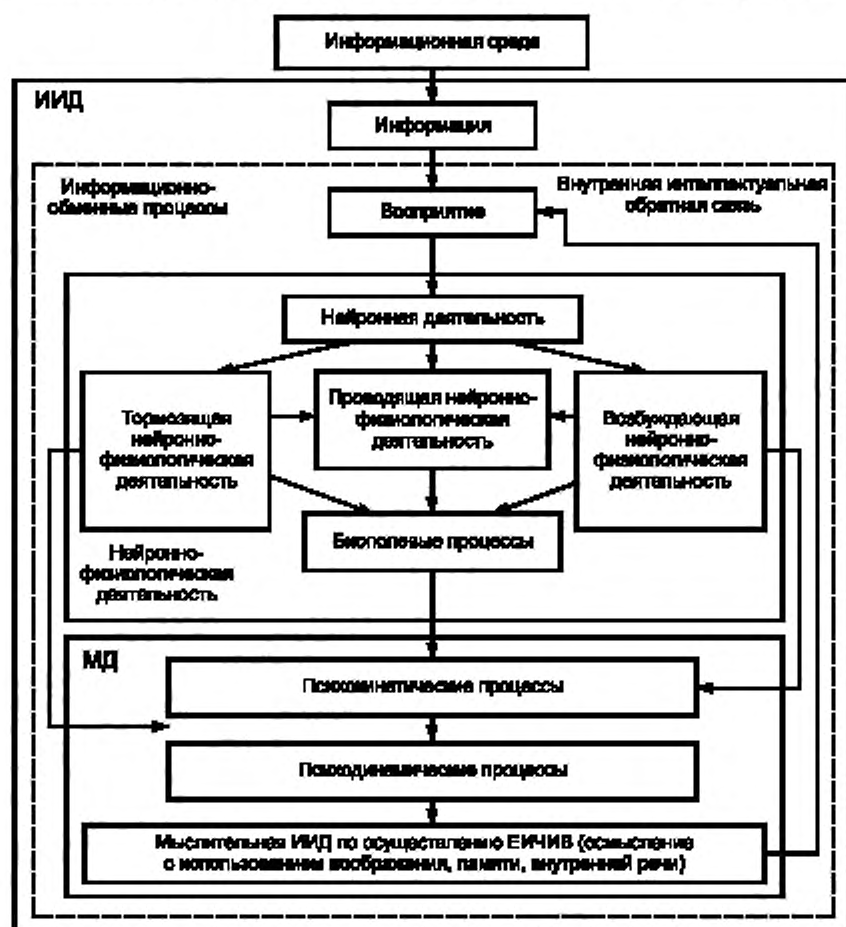 Информационная среда
ИИД
Информация
Информационно-
обменные процессы
Внутренняя интеллектуальная
обратная связь
Восприятие
Нейронная деятельность
Тормозящая
нейронно-
физиологическая
деятельность
Проводящая нейронно-
физиологическая
деятельность
Возбуждающая
нейронно-
физиологическая
деятельность
Биополевые процессы
Нейронно-
физиологическая
деятельность
МД
Психокинетические процессы
Психодинамические процессы
Мыслительная ИИД по осуществлению ЕИЧИВ (осмысление
с использованием воображения, памяти, внутренней речи)